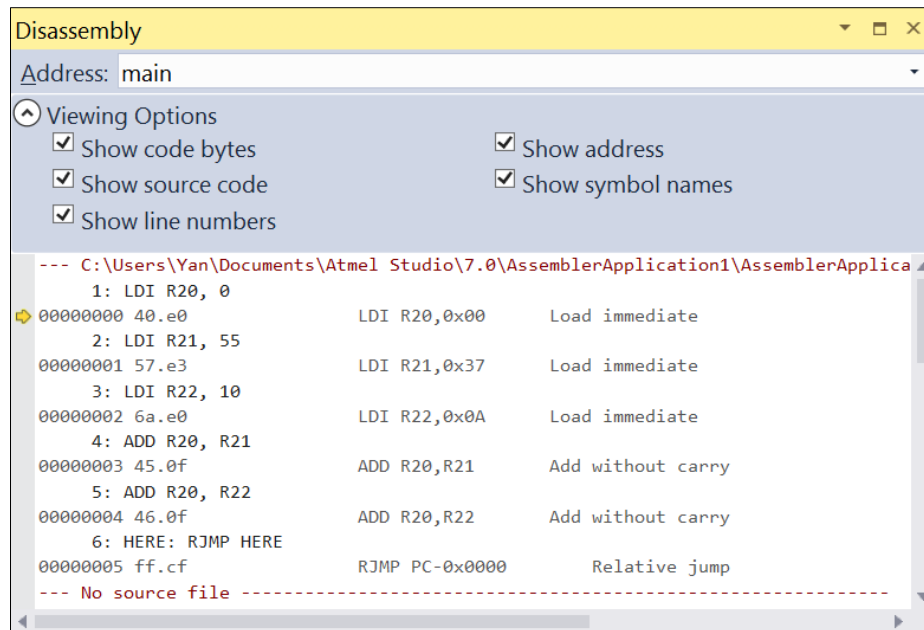 Disassembly
Address: main
Viewing Options
Show code bytes Show address
Show source code Show symbol names
Show line numbers
--- C:\Users\Yan\Documents\Atmel Studio\7.0\AssemblerApplication1\AssemblerApplica
1: LDI R20, 0
00000000 40.e0 LDI R20,0x00 Load immediate
2: LDI R21, 55
00000001 57.e3 LDI R21,0x37 Load immediate
3: LDI R22, 10
00000002 6a.e0 LDI R22,0x0A Load immediate
4: ADD R20, R21
00000003 45.0f ADD R20,R21 Add without carry
5: ADD R20, R22
00000004 46.0f ADD R20,R22 Add without carry
6: HERE: RJMP HERE
00000005 ff.cf RJMP PC-0x0000 Relative jump
--- No source file -------------------------------------------------------------